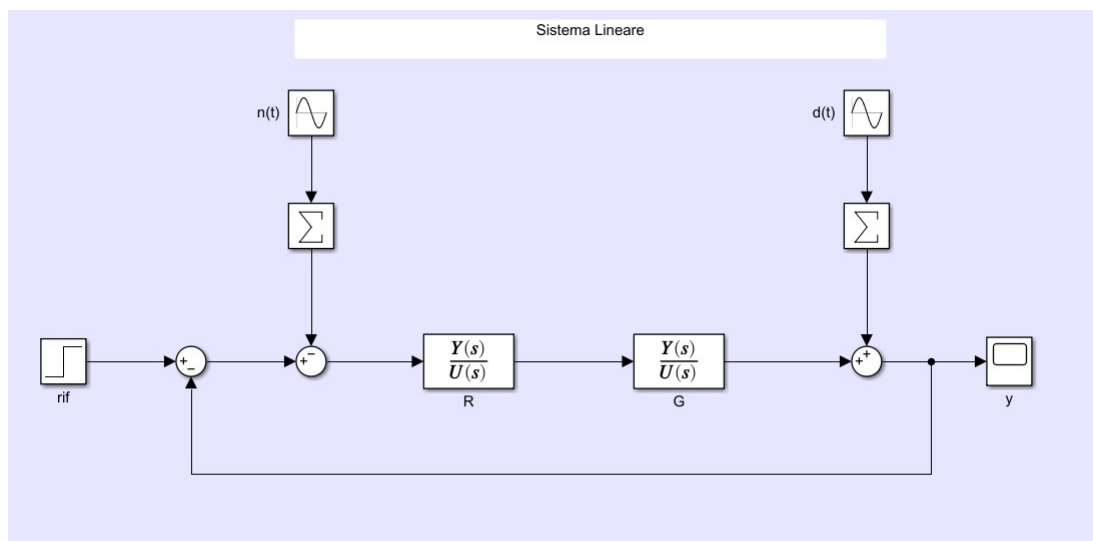 Sistema Lineare
n(t)
d(t)
Σ
Σ
rif
+
−
+
−
Y(s)
U(s)
R
Y(s)
U(s)
G
+
+
y